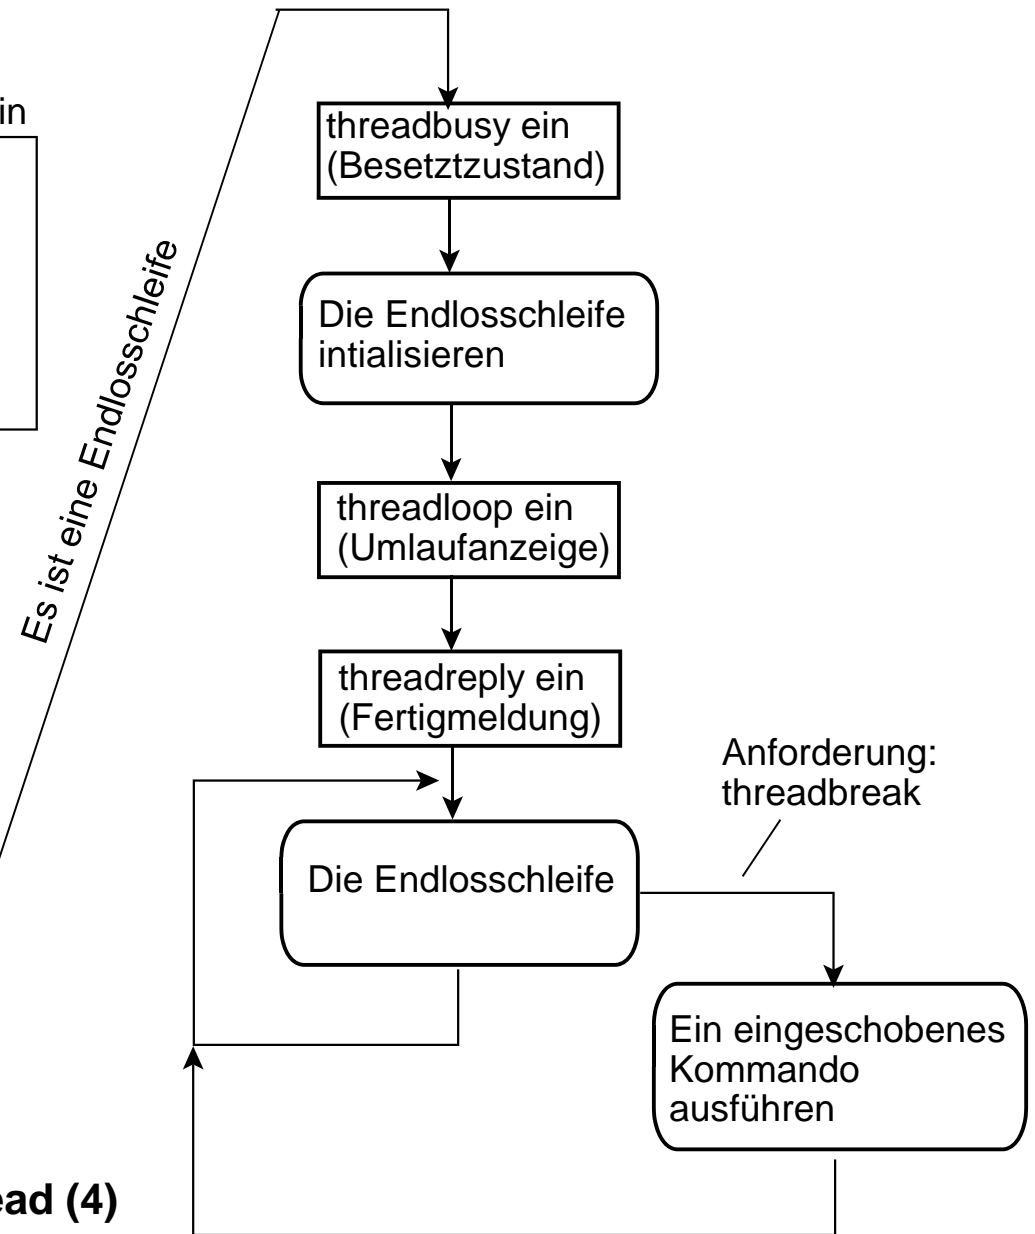 in
threadbusy ein
(Besetztzustand)
Es ist eine Endlosschleife
Die Endlosschleife
intialisieren
threadloop ein
(Umlaufanzeige)
threadreply ein
(Fertigmeldung)
Anforderung:
threadbreak
Die Endlosschleife
Ein eingeschobenes
Kommando
ausführen
ead (4)